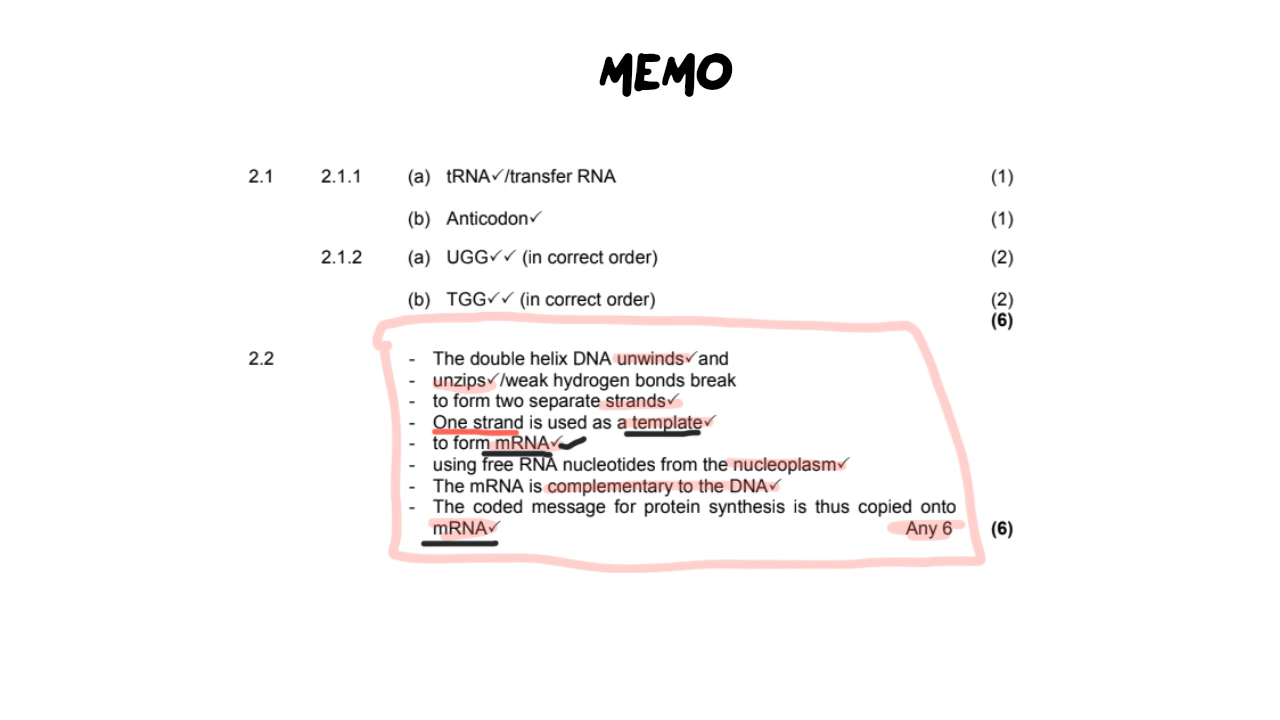 MEMO
2.1 2.1.1 (a) tRNA✓/transfer RNA (1)
(b) Anticodon✓ (1)
2.1.2 (a) UGG✓✓ (in correct order) (2)
(b) TGG✓✓ (in correct order) (2)
(6)
2.2 - The double helix DNA unwinds✓and
- unzips✓/weak hydrogen bonds break
- to form two separate strands✓
- One strand is used as a template✓
- to form mRNA✓
- using free RNA nucleotides from the nucleoplasm✓
- The mRNA is complementary to the DNA✓
- The coded message for protein synthesis is thus copied onto
mRNA✓ Any 6 (6)